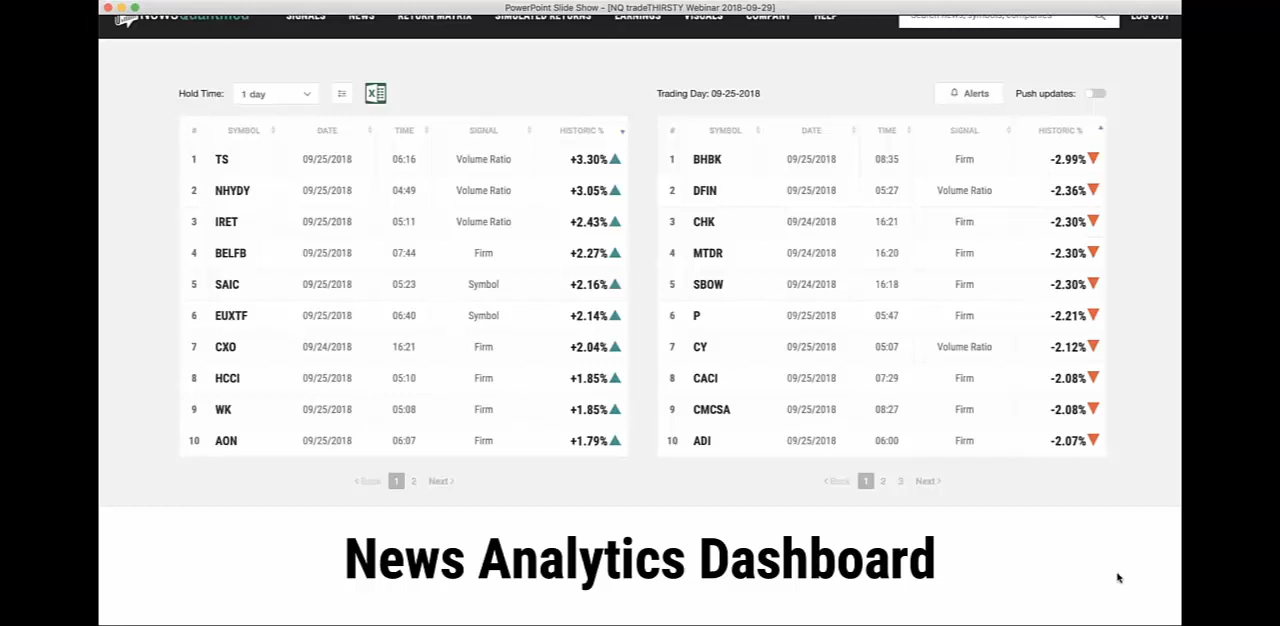 PowerPoint Slide Show - [NQ tradeTHIRSTY Webinar 2018-09-29]
NewsQuantified SIGNALS NEWS RETURN MATRIX SIMULATED RETURNS EARNINGS VISUALS COMPANY HELP Search news, symbols, companies LOG OUT
Hold Time: 1 day Trading Day: 09-25-2018 Alerts Push updates:
# SYMBOL DATE TIME SIGNAL HISTORIC % # SYMBOL DATE TIME SIGNAL HISTORIC %
1 TS 09/25/2018 06:16 Volume Ratio +3.30% 1 BHBK 09/25/2018 08:35 Firm -2.99%
2 NHYDY 09/25/2018 04:49 Volume Ratio +3.05% 2 DFIN 09/25/2018 05:27 Volume Ratio -2.36%
3 IRET 09/25/2018 05:11 Volume Ratio +2.43% 3 CHK 09/24/2018 16:21 Firm -2.30%
4 BELFB 09/25/2018 07:44 Firm +2.27% 4 MTDR 09/24/2018 16:20 Firm -2.30%
5 SAIC 09/25/2018 05:23 Symbol +2.16% 5 SBOW 09/24/2018 16:18 Firm -2.30%
6 EUXTF 09/25/2018 06:40 Symbol +2.14% 6 P 09/25/2018 05:47 Firm -2.21%
7 CXO 09/24/2018 16:21 Firm +2.04% 7 CY 09/25/2018 05:07 Volume Ratio -2.12%
8 HCCI 09/25/2018 05:10 Firm +1.85% 8 CACI 09/25/2018 07:29 Firm -2.08%
9 WK 09/25/2018 05:08 Firm +1.85% 9 CMCSA 09/25/2018 08:27 Firm -2.08%
10 AON 09/25/2018 06:07 Firm +1.79% 10 ADI 09/25/2018 06:00 Firm -2.07%
< Back 1 2 Next > < Back 1 2 3 Next >
News Analytics Dashboard